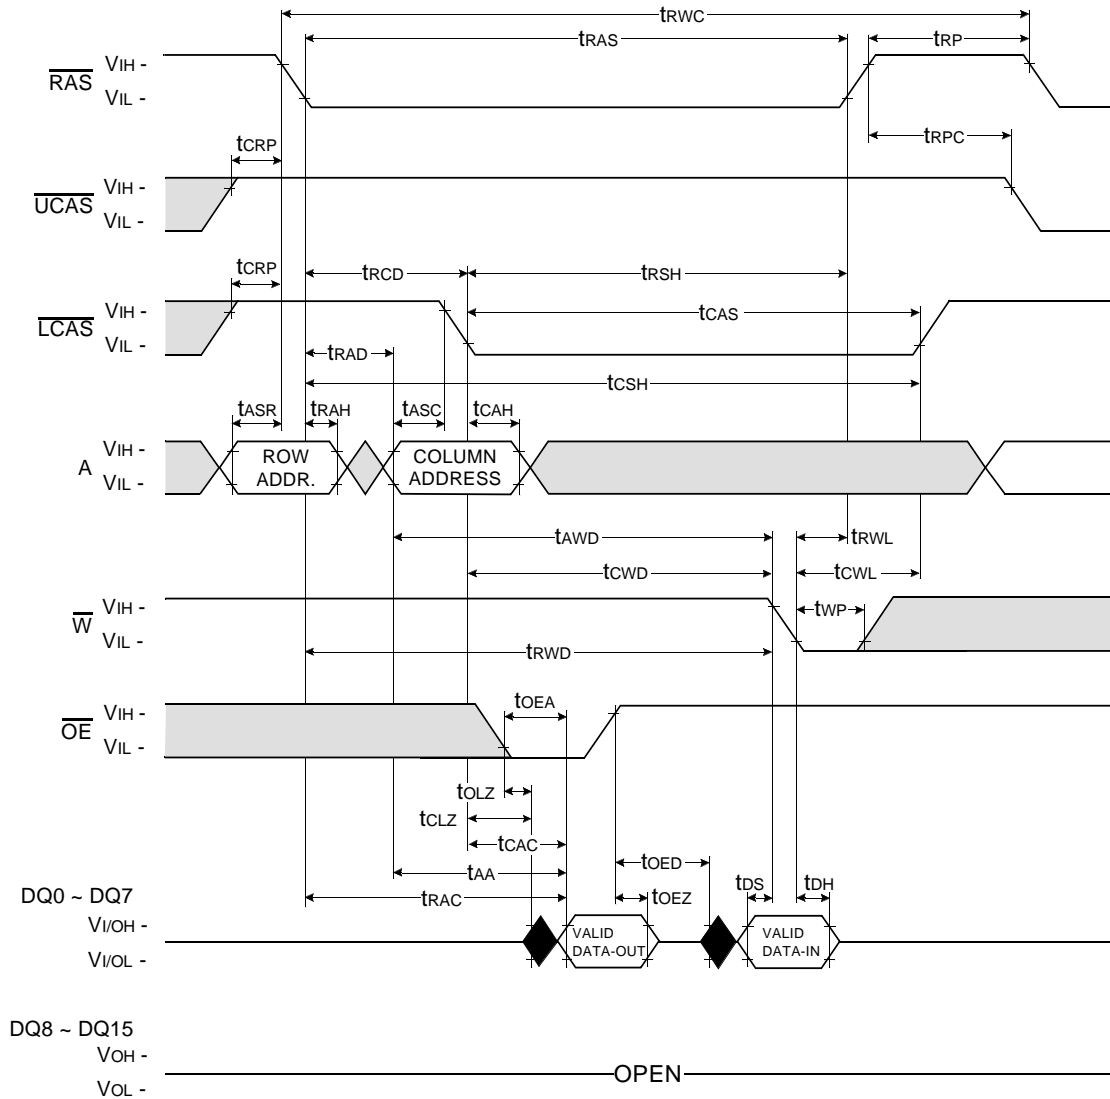 tRWC
tRAS
tRP
RAS
VIH -
VIL -
tRPC
tCRP
UCAS
VIH -
VIL -
tCRP
tRCD
tRSH
LCAS
VIH -
VIL -
tCAS
tRAD
tCSH
tASR
tRAH
tASC
tCAH
A
VIH -
VIL -
ROW
ADDR.
COLUMN
ADDRESS
tAWD
tRWL
tCWD
tCWL
W
VIH -
VIL -
tWP
tRWD
tOEA
OE
VIH -
VIL -
tOLZ
tCLZ
tCAC
tOED
tAA
tRAC
tOEZ
tDS
tDH
DQ0 ~ DQ7
VI/OH -
VI/OL -
VALID
DATA-OUT
VALID
DATA-IN
DQ8 ~ DQ15
VOH -
VOL -
OPEN